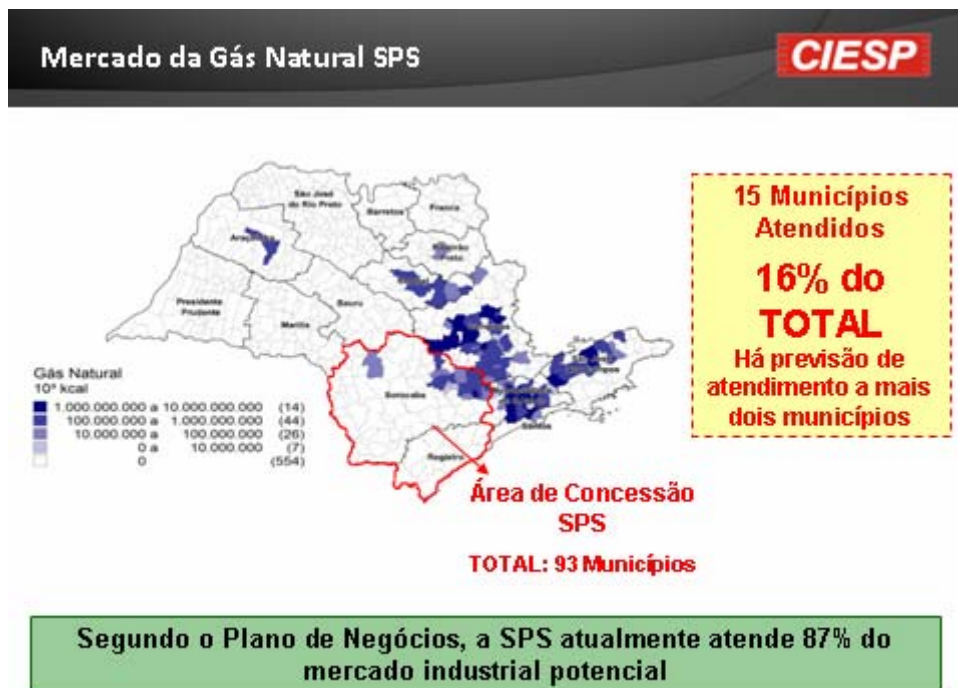 Mercado da Gás Natural SPS
CIESP
São José
do Rio Preto
Barretos
Franca
Ribeirão
Preto
Araçatuba
Presidente
Prudente
Marília
Bauru
Sorocaba
Registro
Santos
Gás Natural
10³ kcal
1.000.000.000 a 10.000.000.000 (14)
100.000.000 a 1.000.000.000 (44)
10.000.000 a 100.000.000 (26)
0 a 10.000.000 (7)
0 (554)
15 Municípios
Atendidos
16% do
TOTAL
Há previsão de
atendimento a mais
dois municípios
Área de Concessão
SPS
TOTAL: 93 Municípios
Segundo o Plano de Negócios, a SPS atualmente atende 87% do
mercado industrial potencial